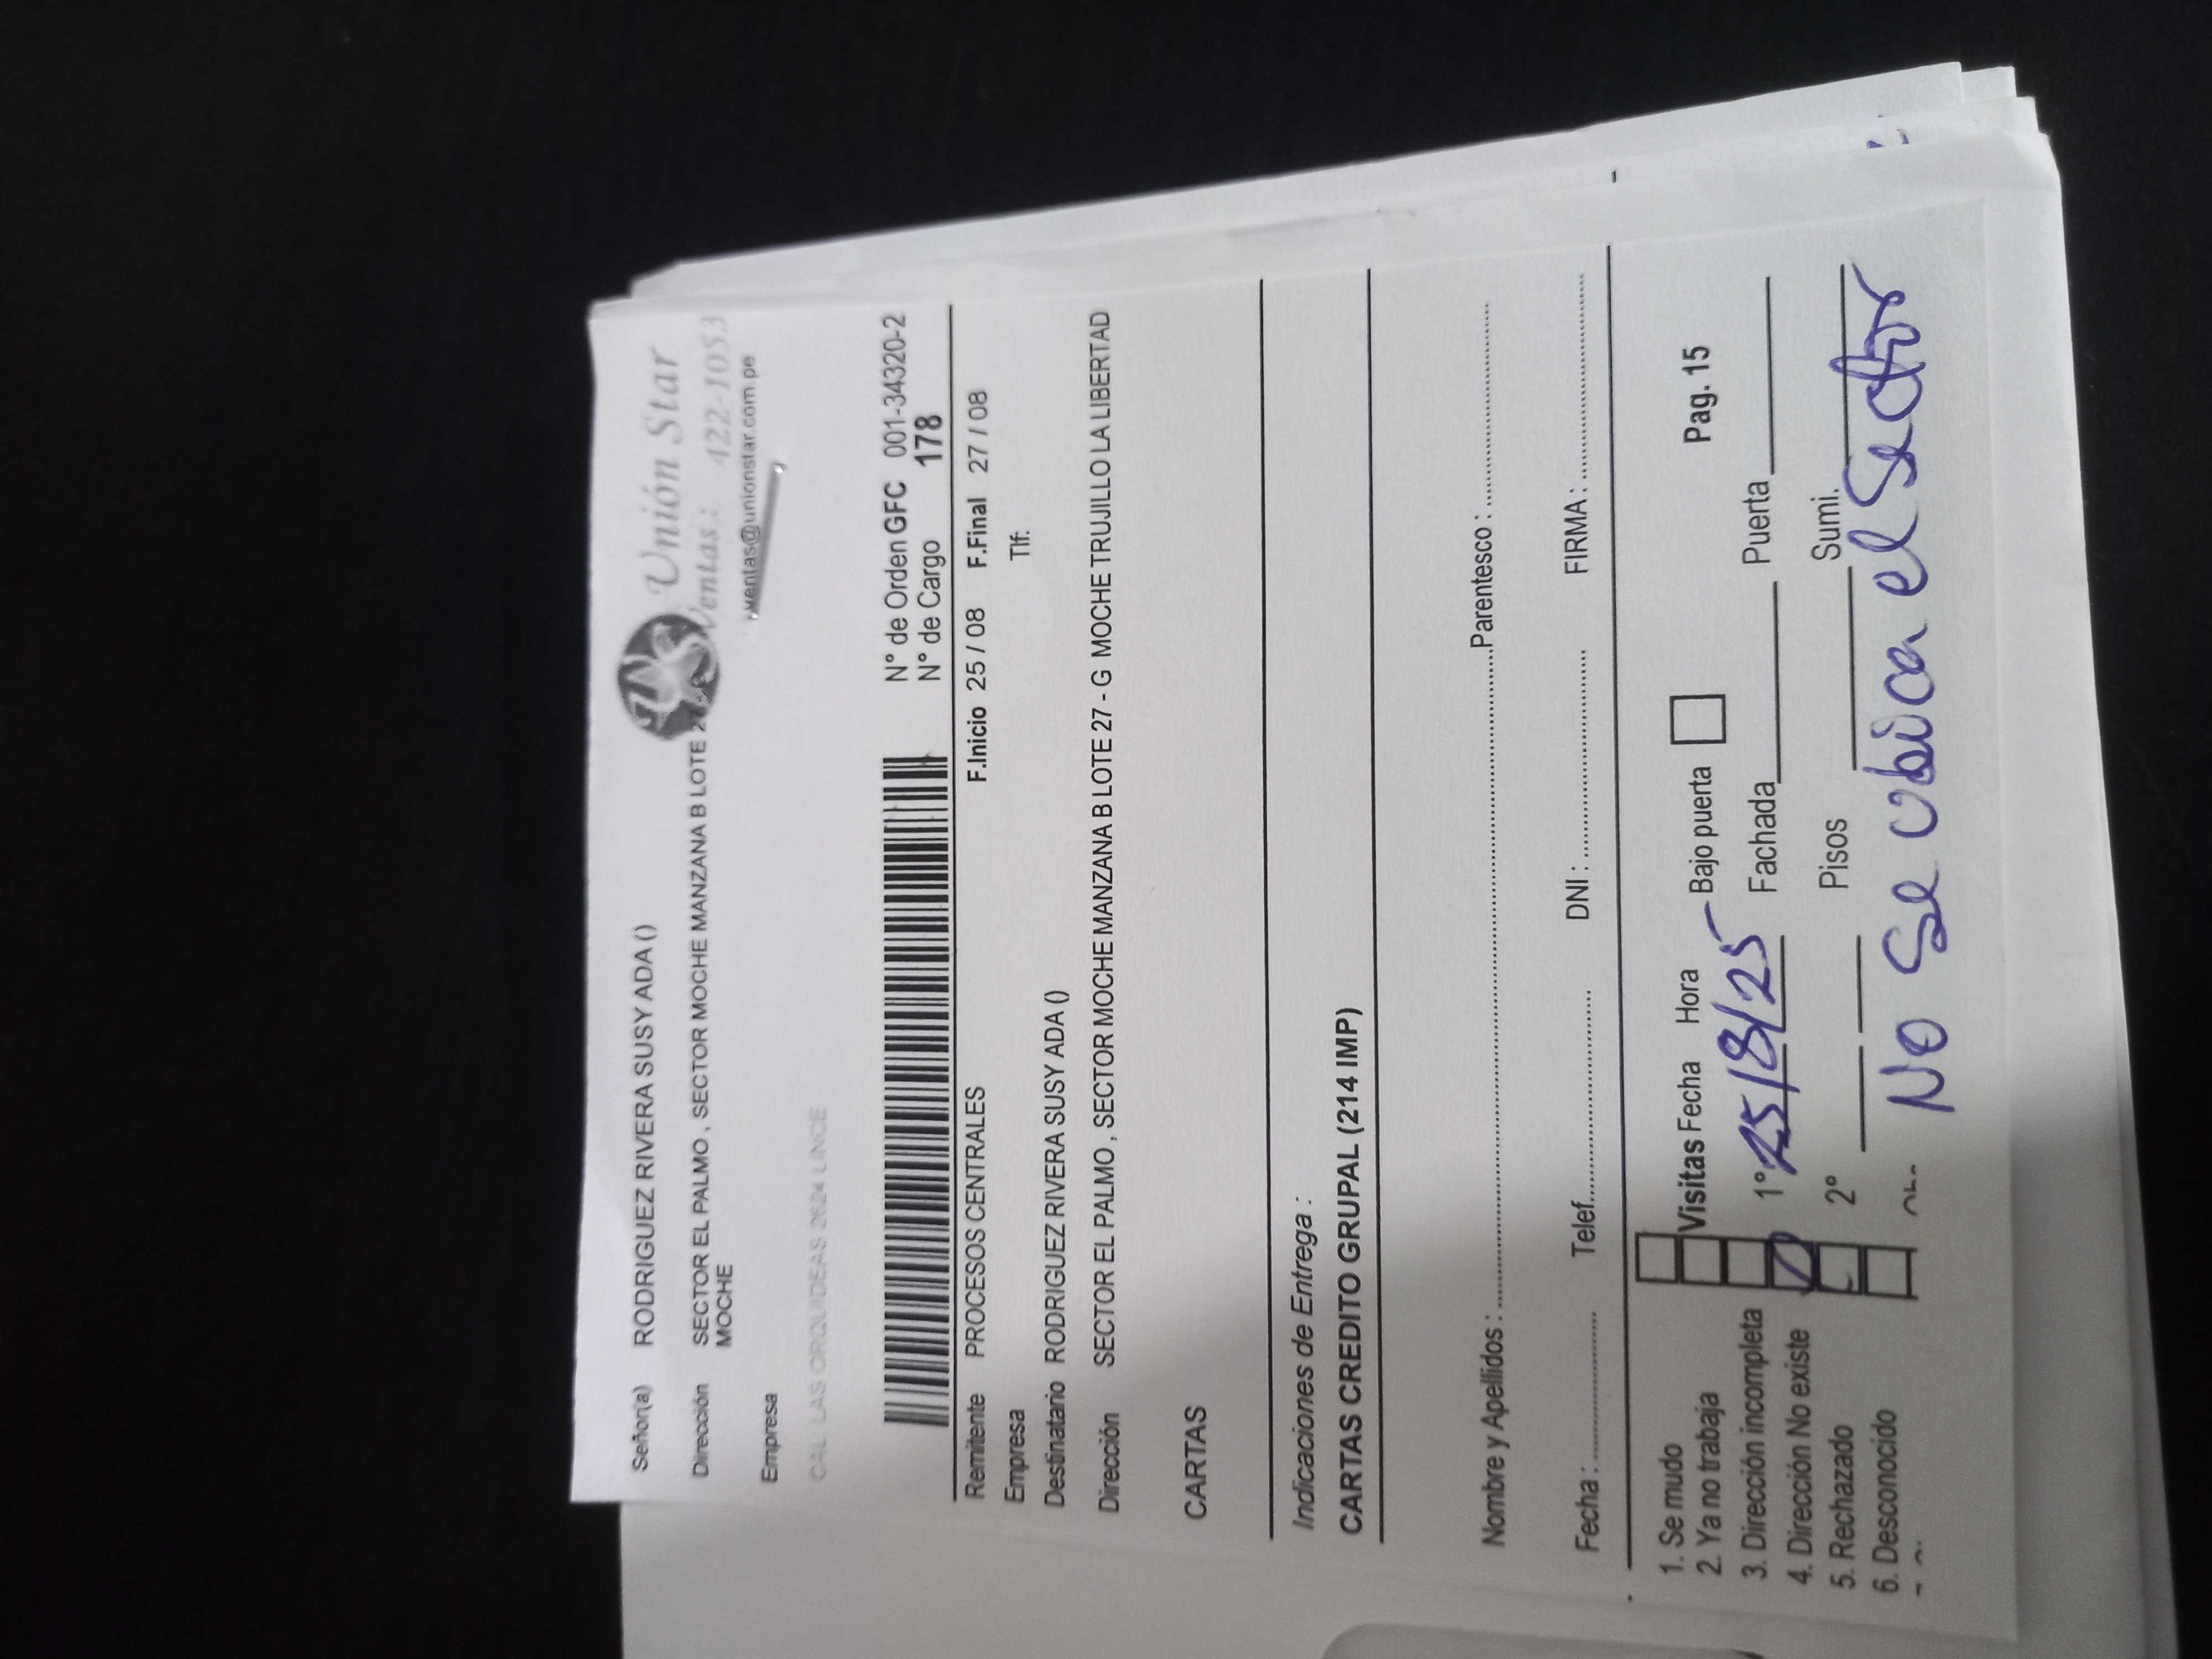 Unión Star
Ventas : 422-1053
ventas@unionstar.com.pe
Señor(a) RODRIGUEZ RIVERA SUSY ADA ()
Dirección SECTOR EL PALMO , SECTOR MOCHE MANZANA B LOTE
MOCHE
Empresa
CAL LAS ORQUIDEAS 2624 LINCE
N° de Orden GFC 001-34320-2
N° de Cargo 178
Remitente PROCESOS CENTRALES F.Inicio 25 / 08 F.Final 27 / 08
Empresa Tlf:
Destinatario RODRIGUEZ RIVERA SUSY ADA ()
Dirección SECTOR EL PALMO , SECTOR MOCHE MANZANA B LOTE 27 - G MOCHE TRUJILLO LA LIBERTAD
CARTAS
Indicaciones de Entrega :
CARTAS CREDITO GRUPAL (214 IMP)
Nombre y Apellidos : Parentesco :
Fecha : Telef. DNI : FIRMA :
1. Se mudo
2. Ya no trabaja Visitas Fecha Hora Bajo puerta Pag. 15
3. Dirección incompleta 1° 25/8/25 Fachada Puerta
4. Dirección No existe
5. Rechazado 2° Pisos Sumi.
6. Desconocido No se ubica el sector